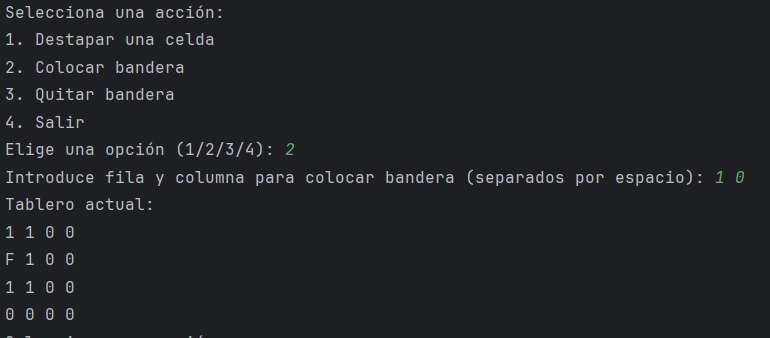 Selecciona una acción:
1. Destapar una celda
2. Colocar bandera
3. Quitar bandera
4. Salir
Elige una opción (1/2/3/4): 2
Introduce fila y columna para colocar bandera (separados por espacio): 1 0
Tablero actual:
1 1 0 0
F 1 0 0
1 1 0 0
0 0 0 0